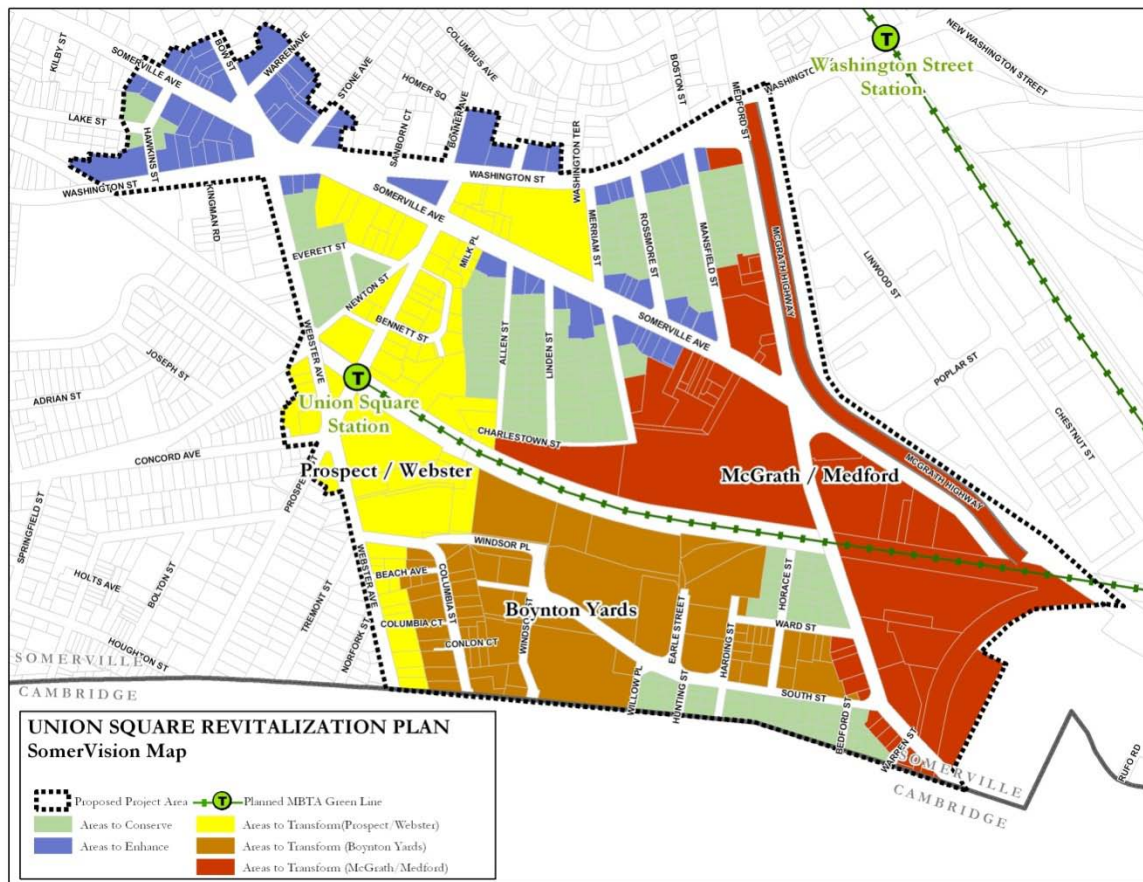 KILBY ST
SOMERVILLE AVE
BOW ST
WARREN AVE
STONE AVE
COLUMBUS AVE
HOMER SQ
BOSTON ST
MEDFORD ST
T
NEW WASHINGTON STREET
Washington Street
Station
LAKE ST
HAWKINS ST
SANBORN CT
WASHINGTON ST
WASHINGTON ST
WASHINGTON TER
KINGMAN RD
SOMERVILLE AVE
MERRIAM ST
ROSSMORE ST
MANSFIELD ST
MCGRATH HIGHWAY
LINWOOD ST
EVERETT ST
MILK PL
NEWTON ST
BENNETT ST
ALLEN ST
LINDEN ST
SOMERVILLE AVE
WEBSTER AVE
JOSEPH ST
ADRIAN ST
POPLAR ST
CHESTNUT ST
T
Union Square
Station
CHARLESTOWN ST
CONCORD AVE
Prospect / Webster
McGrath / Medford
MCGRATH HIGHWAY
SPRINGFIELD ST
HOLTS AVE
BOLTON ST
HOUGHTON ST
TREMONT ST
NORFORK ST
WEBSTER AVE
WINDSOR PL
BEACH AVE
COLUMBIA ST
COLUMBIA CT
CONLON CT
Boynton Yards
EARLE STREET
HORACE ST
WARD ST
HARDING ST
SOUTH ST
WILLOW PL
HUNTING ST
BEDFORD ST
WARREN ST
RUFO RD
SOMERVILLE
CAMBRIDGE
SOMERVILLE
CAMBRIDGE
UNION SQUARE REVITALIZATION PLAN
SomerVision Map
Proposed Project Area
T
Planned MBTA Green Line
Areas to Conserve
Areas to Transform(Prospect/Webster)
Areas to Enhance
Areas to Transform (Boynton Yards)
Areas to Transform (McGrath/Medford)